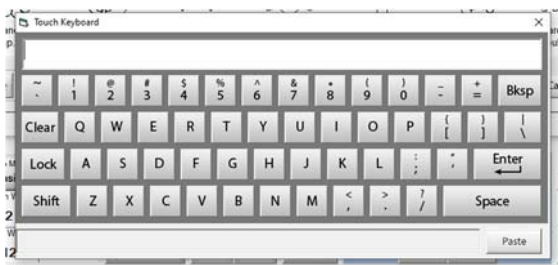 Touch Keyboard
~ ! @ # $ % ^ & * ( ) _ +
` 1 2 3 4 5 6 7 8 9 0 - = Bksp
Clear Q W E R T Y U I O P { } |
[ ] \
Lock A S D F G H J K L : " Enter
; '
Shift Z X C V B N M < > ? Space
, . /
Paste